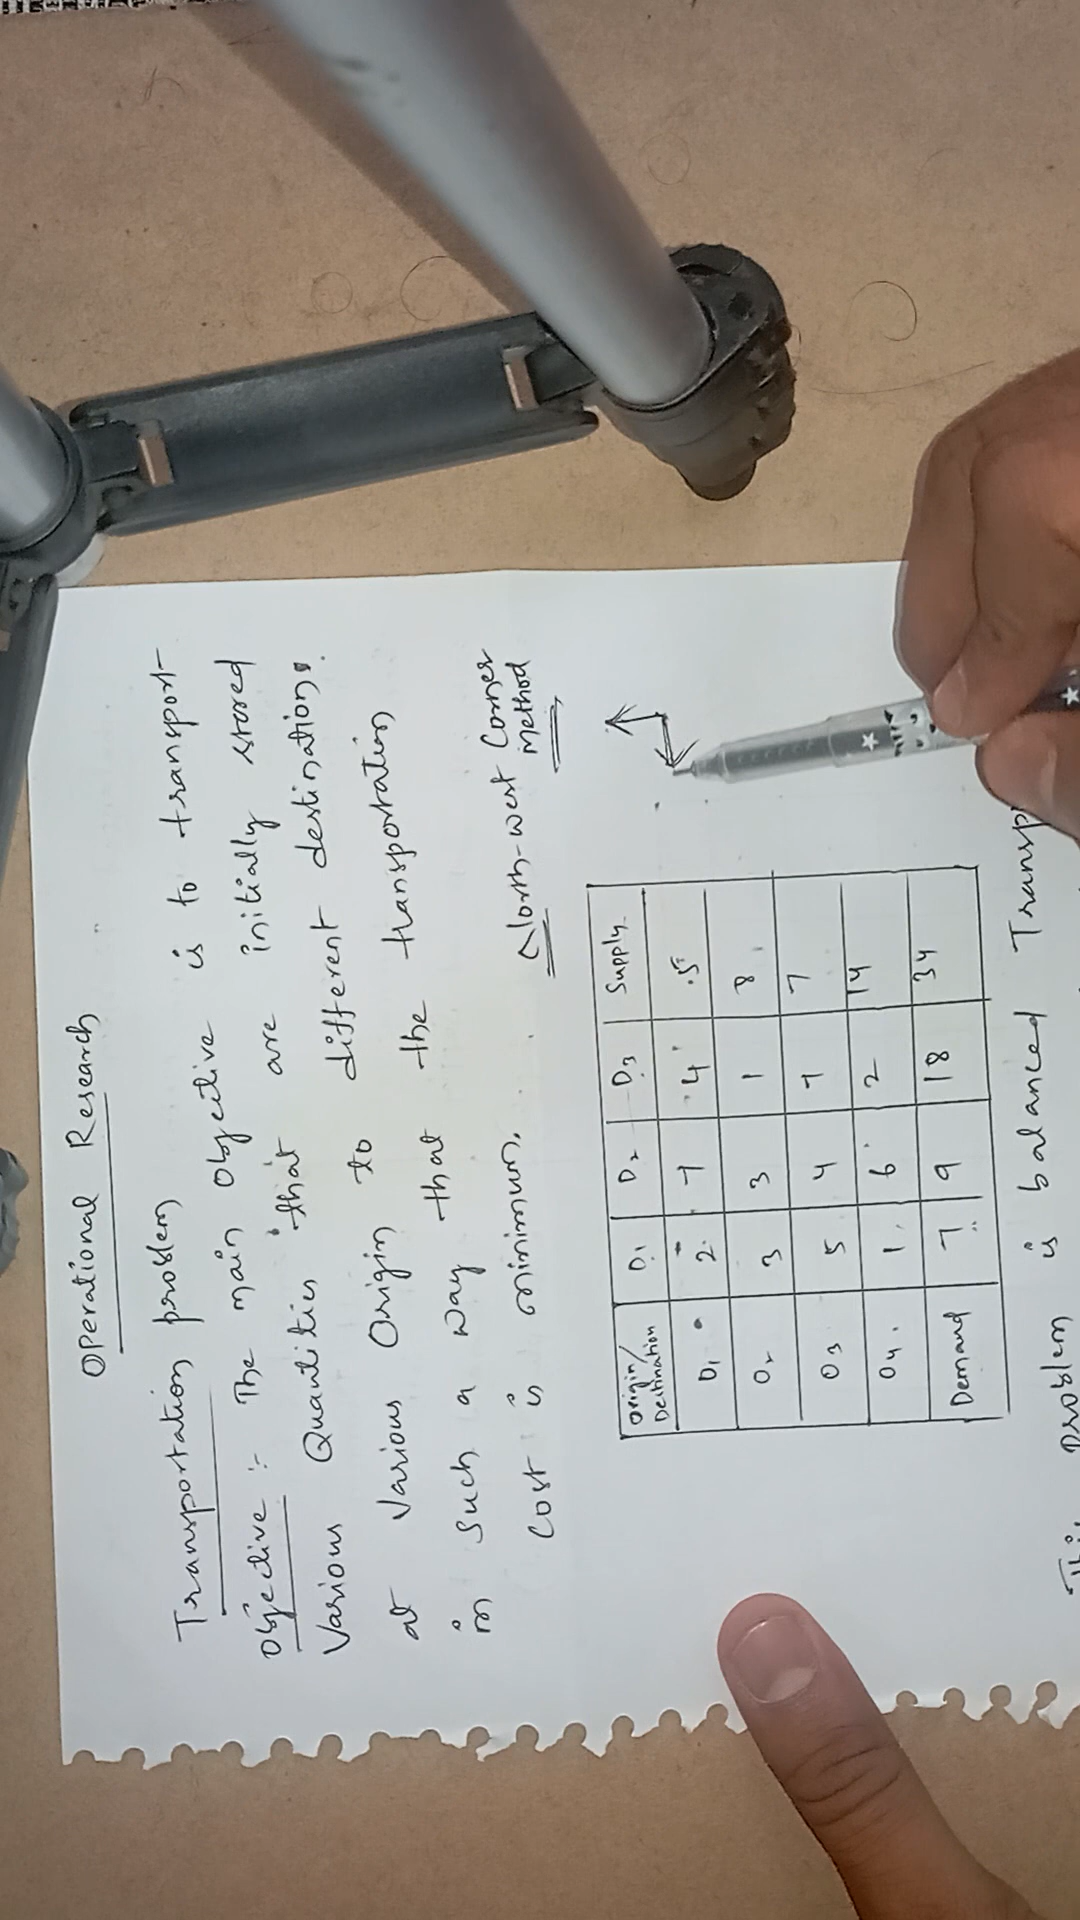 Operational Research
Transportation problem
Objective :- The main Objective is to transport-
Various Quantities that are initially stored
at Various Origin to different destinations.
in such a way that the transportation
cost is minimum.
North-west Corner
Method
Origin/Destination D1 D2 D3 Supply
O1 2 7 4 5
O2 3 3 1 8
O3 5 4 7 7
O4 1 6 2 14
Demand 7 9 18 34
This problem is balanced Transp